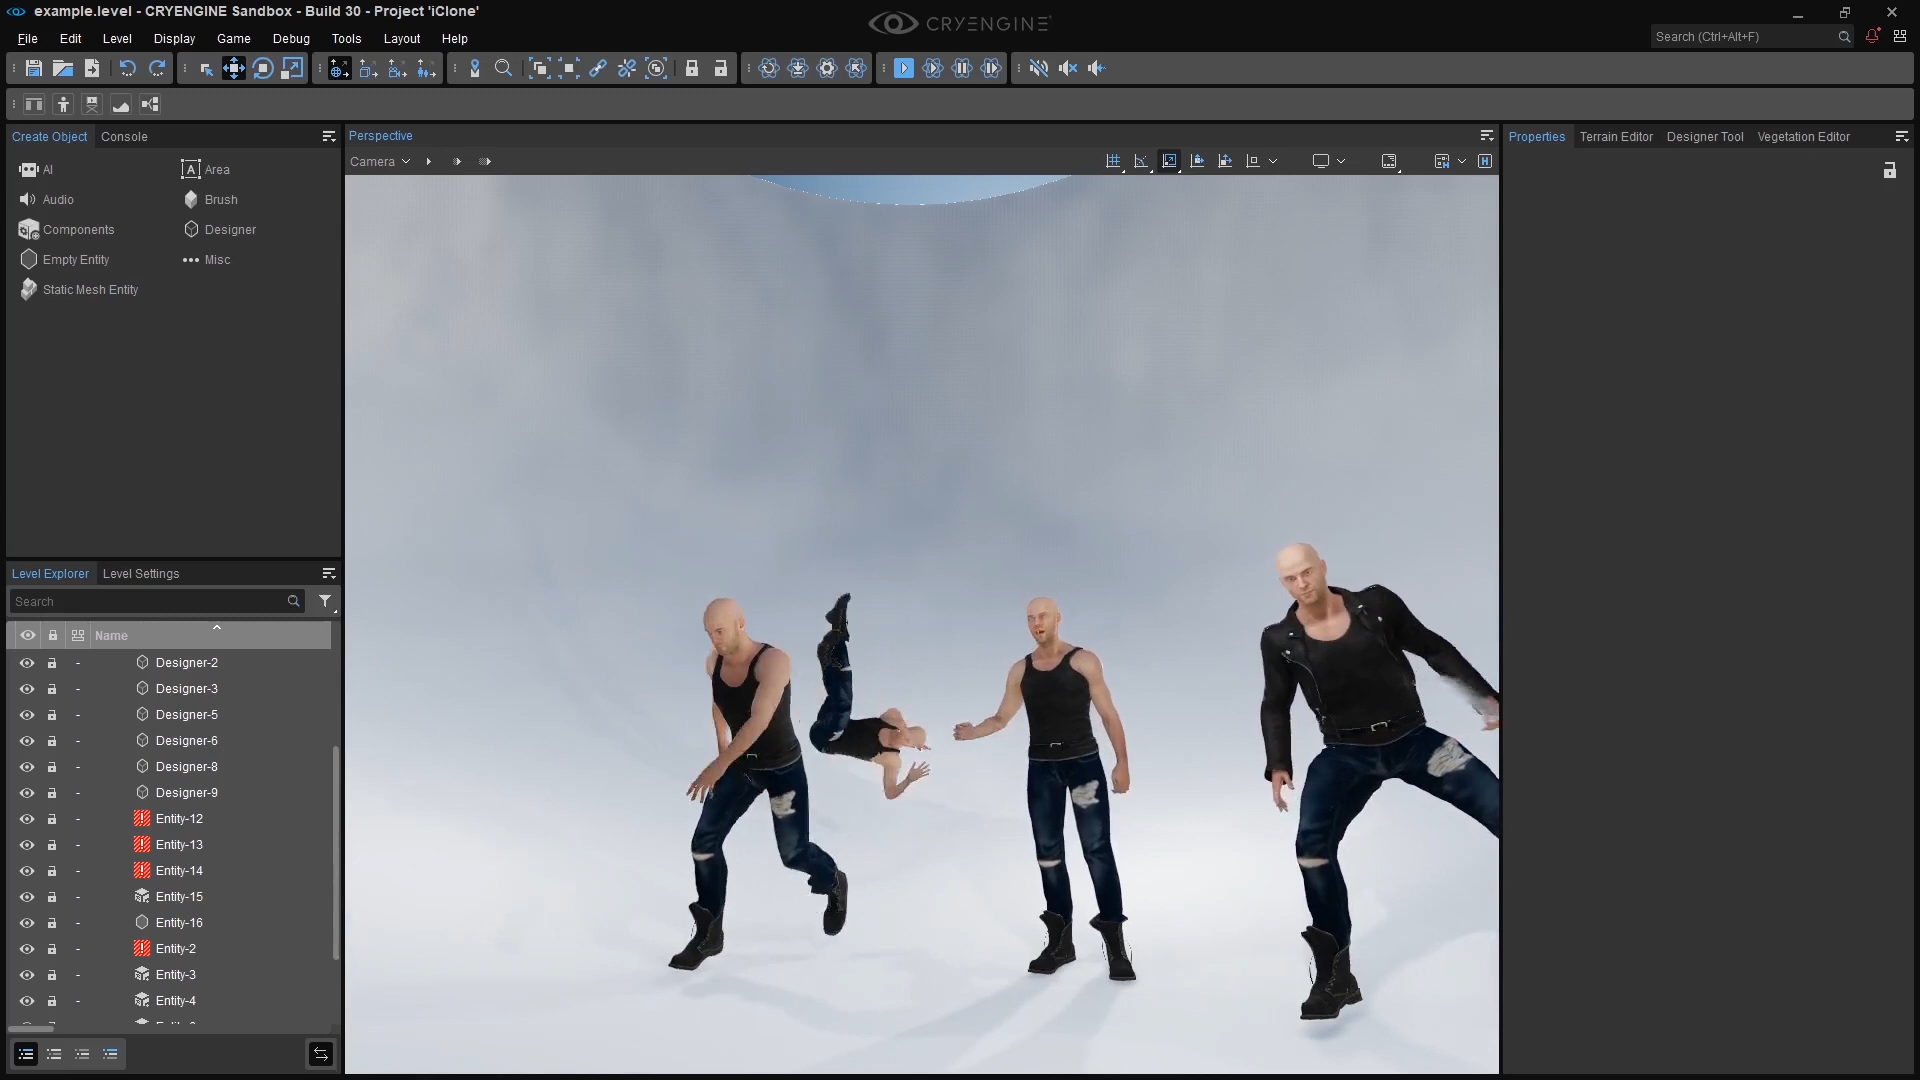 example.level - CRYENGINE Sandbox - Build 30 - Project 'iClone'
CRYENGINE
File Edit Level Display Game Debug Tools Layout Help
Search (Ctrl+Alt+F)
Create Object Console
AI
Area
Audio
Brush
Components
Designer
Empty Entity
Misc
Static Mesh Entity
Level Explorer Level Settings
Search
Name
Designer-2
Designer-3
Designer-5
Designer-6
Designer-8
Designer-9
Entity-12
Entity-13
Entity-14
Entity-15
Entity-16
Entity-2
Entity-3
Entity-4
Perspective
Camera
Properties Terrain Editor Designer Tool Vegetation Editor